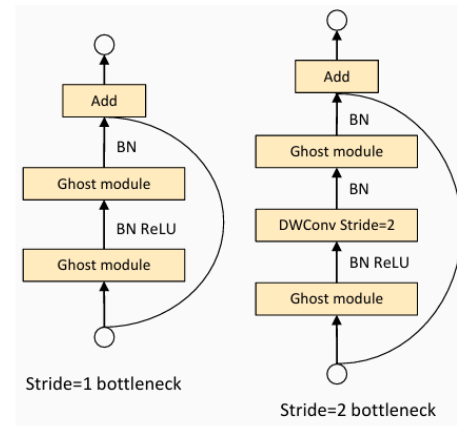 Add
BN
Ghost module
BN ReLU
Ghost module
Stride=1 bottleneck
Add
BN
Ghost module
BN
DWConv Stride=2
BN ReLU
Ghost module
Stride=2 bottleneck